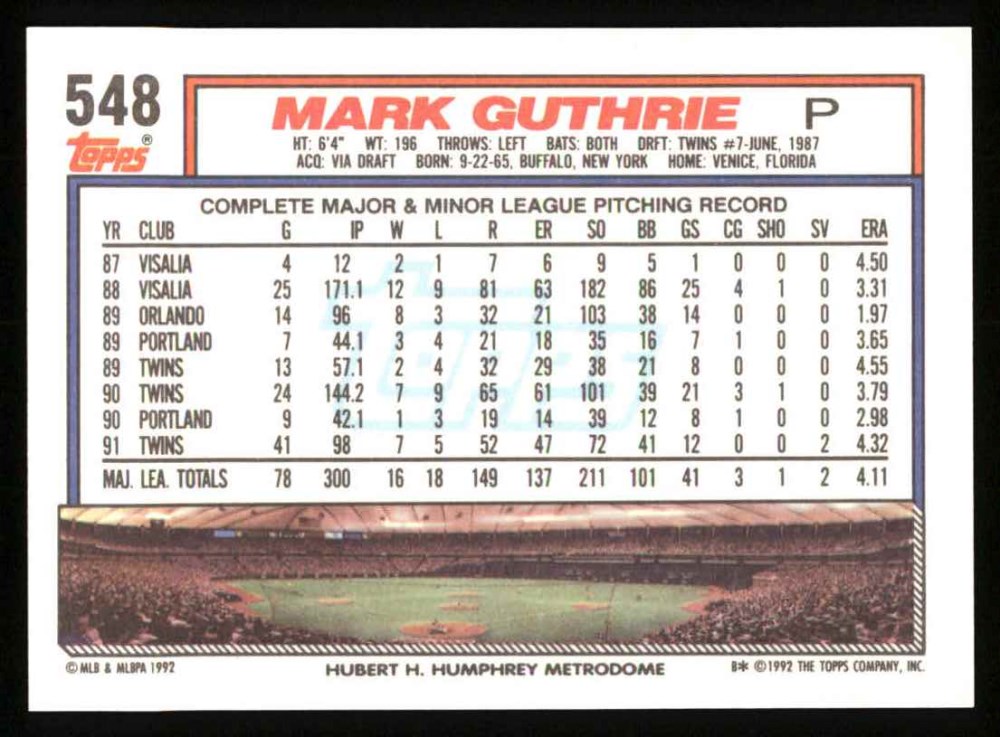 548
Topps®
MARK GUTHRIE P
HT: 6'4" WT: 196 THROWS: LEFT BATS: BOTH DRFT: TWINS #7-JUNE, 1987
ACQ: VIA DRAFT BORN: 9-22-65, BUFFALO, NEW YORK HOME: VENICE, FLORIDA
COMPLETE MAJOR & MINOR LEAGUE PITCHING RECORD
YR CLUB G IP W L R ER SO BB GS CG SHO SV ERA
87 VISALIA 4 12 2 1 7 6 9 5 1 0 0 0 4.50
88 VISALIA 25 171.1 12 9 81 63 182 86 25 4 1 0 3.31
89 ORLANDO 14 96 8 3 32 21 103 38 14 0 0 0 1.97
89 PORTLAND 7 44.1 3 4 21 18 35 16 7 1 0 0 3.65
89 TWINS 13 57.1 2 4 32 29 38 21 8 0 0 0 4.55
90 TWINS 24 144.2 7 9 65 61 101 39 21 3 1 0 3.79
90 PORTLAND 9 42.1 1 3 19 14 39 12 8 1 0 0 2.98
91 TWINS 41 98 7 5 52 47 72 41 12 0 0 2 4.32
MAJ. LEA. TOTALS 78 300 16 18 149 137 211 101 41 3 1 2 4.11
Topps
© MLB & MLBPA 1992 HUBERT H. HUMPHREY METRODOME B* ©1992 THE TOPPS COMPANY, INC.